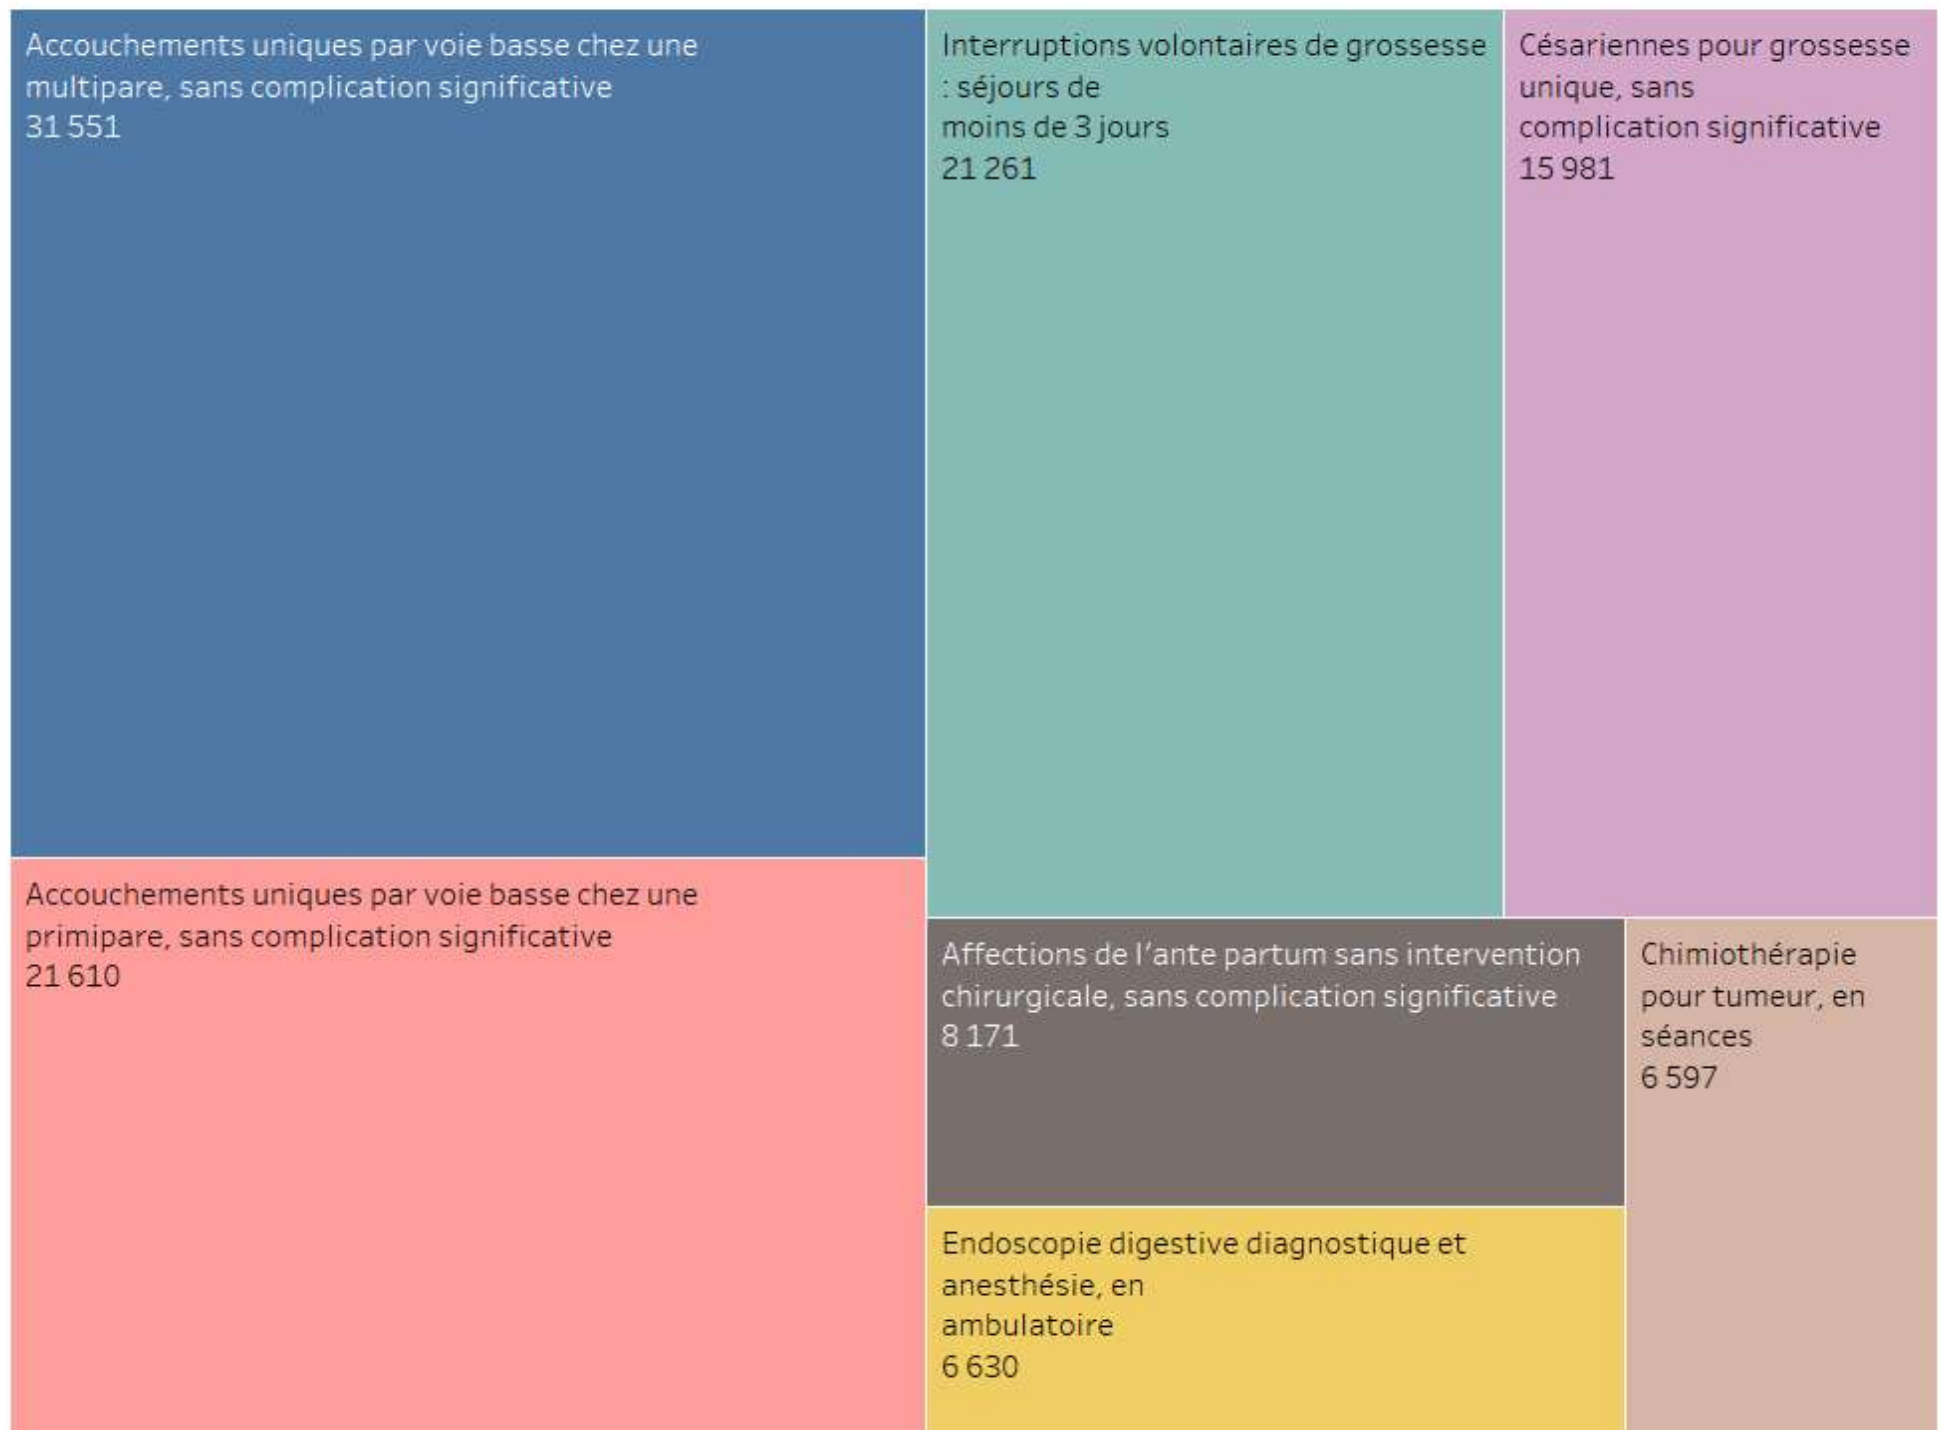 Accouchements uniques par voie basse chez une
multipare, sans complication significative
31 551
Interruptions volontaires de grossesse
: séjours de
moins de 3 jours
21 261
Césariennes pour grossesse
unique, sans
complication significative
15 981
Accouchements uniques par voie basse chez une
primipare, sans complication significative
21 610
Affections de l'ante partum sans intervention
chirurgicale, sans complication significative
8 171
Chimiothérapie
pour tumeur, en
séances
6 597
Endoscopie digestive diagnostique et
anesthésie, en
ambulatoire
6 630